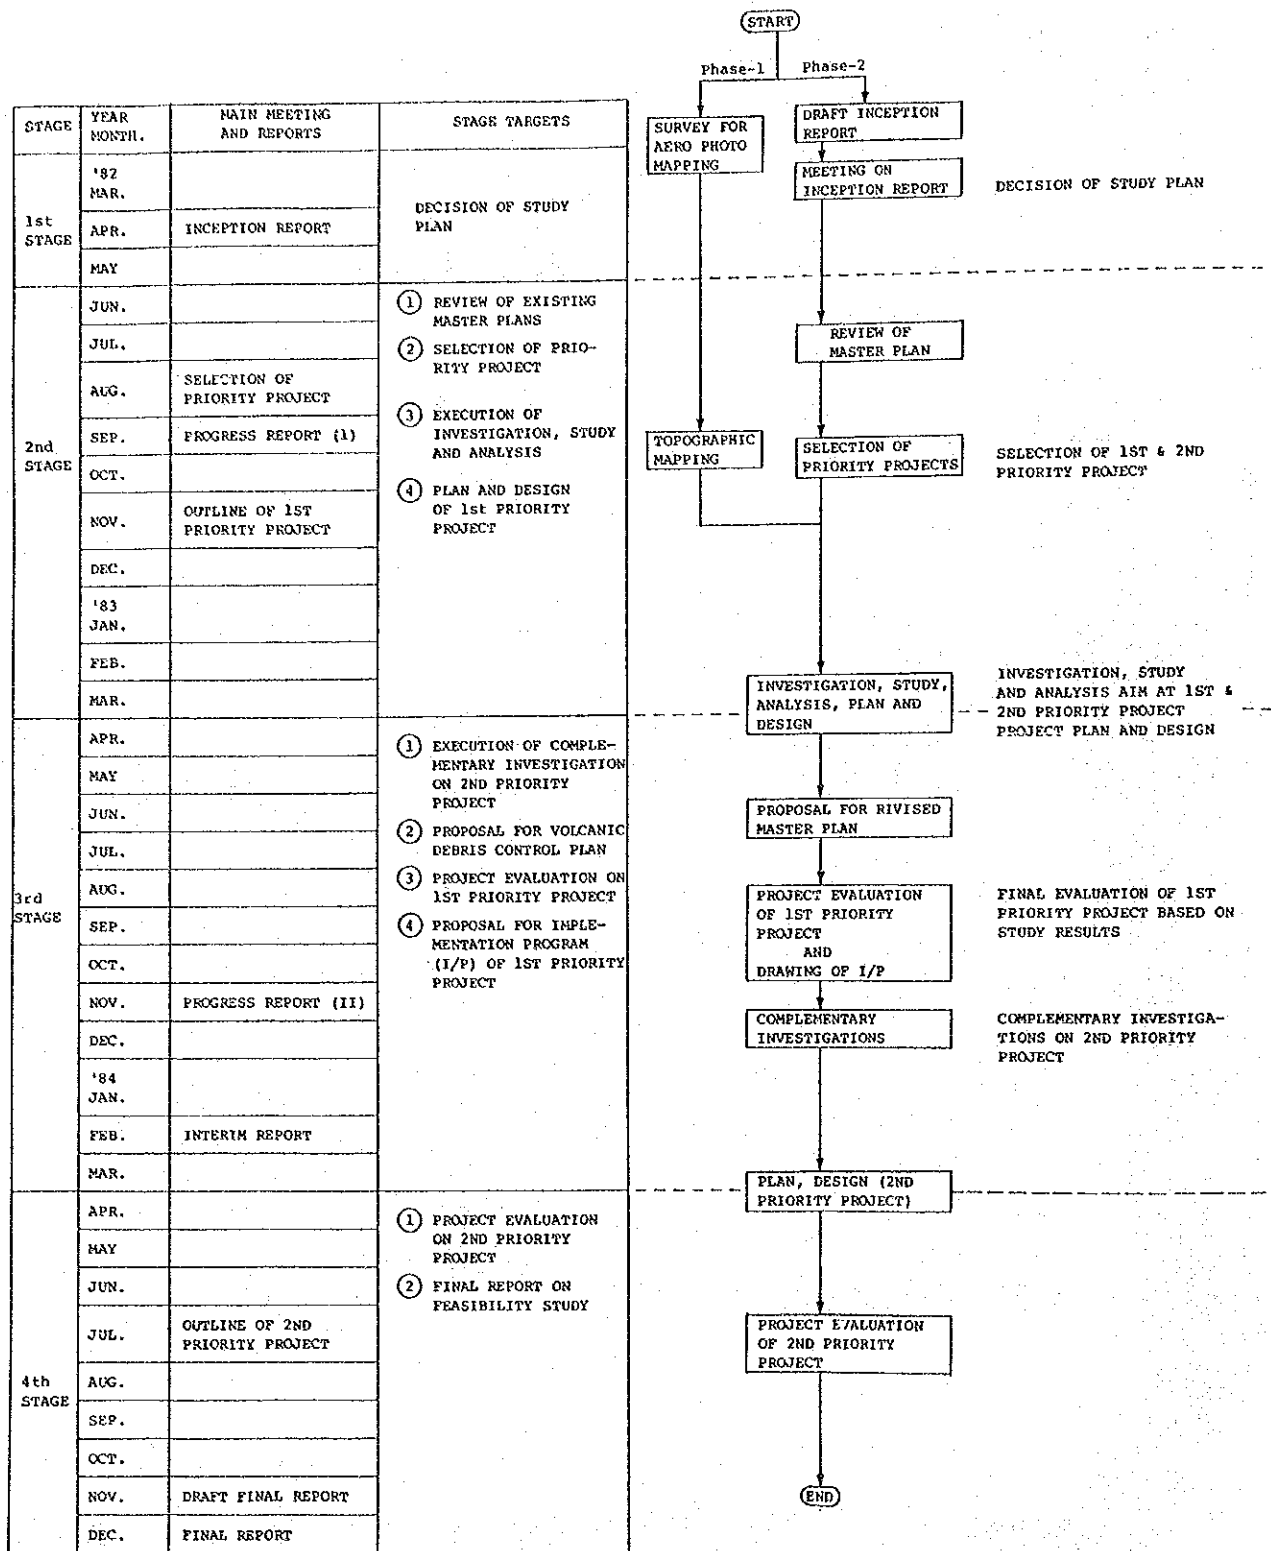 START
Phase-1
Phase-2
STAGE
YEAR
MONTH.
MAIN MEETING
AND REPORTS
STAGE TARGETS
SURVEY FOR
AERO PHOTO
MAPPING
DRAFT INCEPTION
REPORT
MEETING ON
INCEPTION REPORT
DECISION OF STUDY PLAN
1st
STAGE
'82
MAR.
APR.
INCEPTION REPORT
MAY
DECISION OF STUDY
PLAN
2nd
STAGE
JUN.
JUL.
AUG.
SELECTION OF
PRIORITY PROJECT
SEP.
PROGRESS REPORT (1)
OCT.
NOV.
OUTLINE OF 1ST
PRIORITY PROJECT
DEC.
'83
JAN.
FEB.
MAR.
1 REVIEW OF EXISTING
MASTER PLANS
2 SELECTION OF PRIO-
RITY PROJECT
3 EXECUTION OF
INVESTIGATION, STUDY
AND ANALYSIS
4 PLAN AND DESIGN
OF 1st PRIORITY
PROJECT
REVIEW OF
MASTER PLAN
TOPOGRAPHIC
MAPPING
SELECTION OF
PRIORITY PROJECTS
SELECTION OF 1ST & 2ND
PRIORITY PROJECT
INVESTIGATION, STUDY,
ANALYSIS, PLAN AND
DESIGN
INVESTIGATION, STUDY
AND ANALYSIS AIM AT 1ST &
2ND PRIORITY PROJECT
PROJECT PLAN AND DESIGN
3rd
STAGE
APR.
MAY
JUN.
JUL.
AUG.
SEP.
OCT.
NOV.
PROGRESS REPORT (II)
DEC.
'84
JAN.
FEB.
INTERIM REPORT
MAR.
1 EXECUTION OF COMPLE-
MENTARY INVESTIGATION
ON 2ND PRIORITY
PROJECT
2 PROPOSAL FOR VOLCANIC
DEBRIS CONTROL PLAN
3 PROJECT EVALUATION ON
1ST PRIORITY PROJECT
4 PROPOSAL FOR IMPLE-
MENTATION PROGRAM
(I/P) OF 1ST PRIORITY
PROJECT
PROPOSAL FOR RIVISED
MASTER PLAN
PROJECT EVALUATION
OF 1ST PRIORITY
PROJECT
AND
DRAWING OF I/P
FINAL EVALUATION OF 1ST
PRIORITY PROJECT BASED ON
STUDY RESULTS
COMPLEMENTARY
INVESTIGATIONS
COMPLEMENTARY INVESTIGA-
TIONS ON 2ND PRIORITY
PROJECT
PLAN, DESIGN (2ND
PRIORITY PROJECT)
4th
STAGE
APR.
MAY
JUN.
JUL.
OUTLINE OF 2ND
PRIORITY PROJECT
AUG.
SEP.
OCT.
NOV.
DRAFT FINAL REPORT
DEC.
FINAL REPORT
1 PROJECT EVALUATION
ON 2ND PRIORITY
PROJECT
2 FINAL REPORT ON
FEASIBILITY STUDY
PROJECT EVALUATION
OF 2ND PRIORITY
PROJECT
END